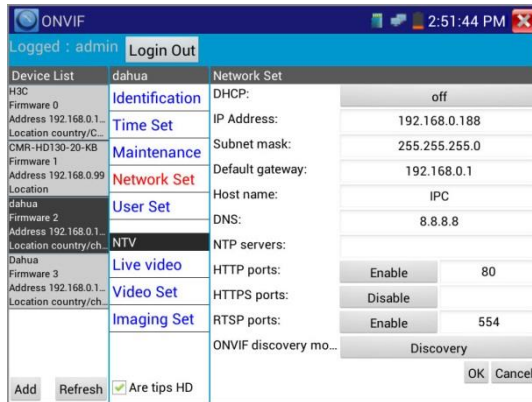 ONVIF
2:51:44 PM
Logged : admin Login Out
Device List
H3C
Firmware 0
Address 192.168.0.1...
Location country/C...
CMR-HD130-20-KB
Firmware 1
Address 192.168.0.99
Location
dahua
Firmware 2
Address 192.168.0.1...
Location country/ch...
Dahua
Firmware 3
Address 192.168.0.1...
Location country/ch...
Add Refresh
dahua
Identification
Time Set
Maintenance
Network Set
User Set
NTV
Live video
Video Set
Imaging Set
Are tips HD
Network Set
DHCP: off
IP Address: 192.168.0.188
Subnet mask: 255.255.255.0
Default gateway: 192.168.0.1
Host name: IPC
DNS: 8.8.8.8
NTP servers:
HTTP ports: Enable 80
HTTPS ports: Disable
RTSP ports: Enable 554
ONVIF discovery mo... Discovery
OK Cancel